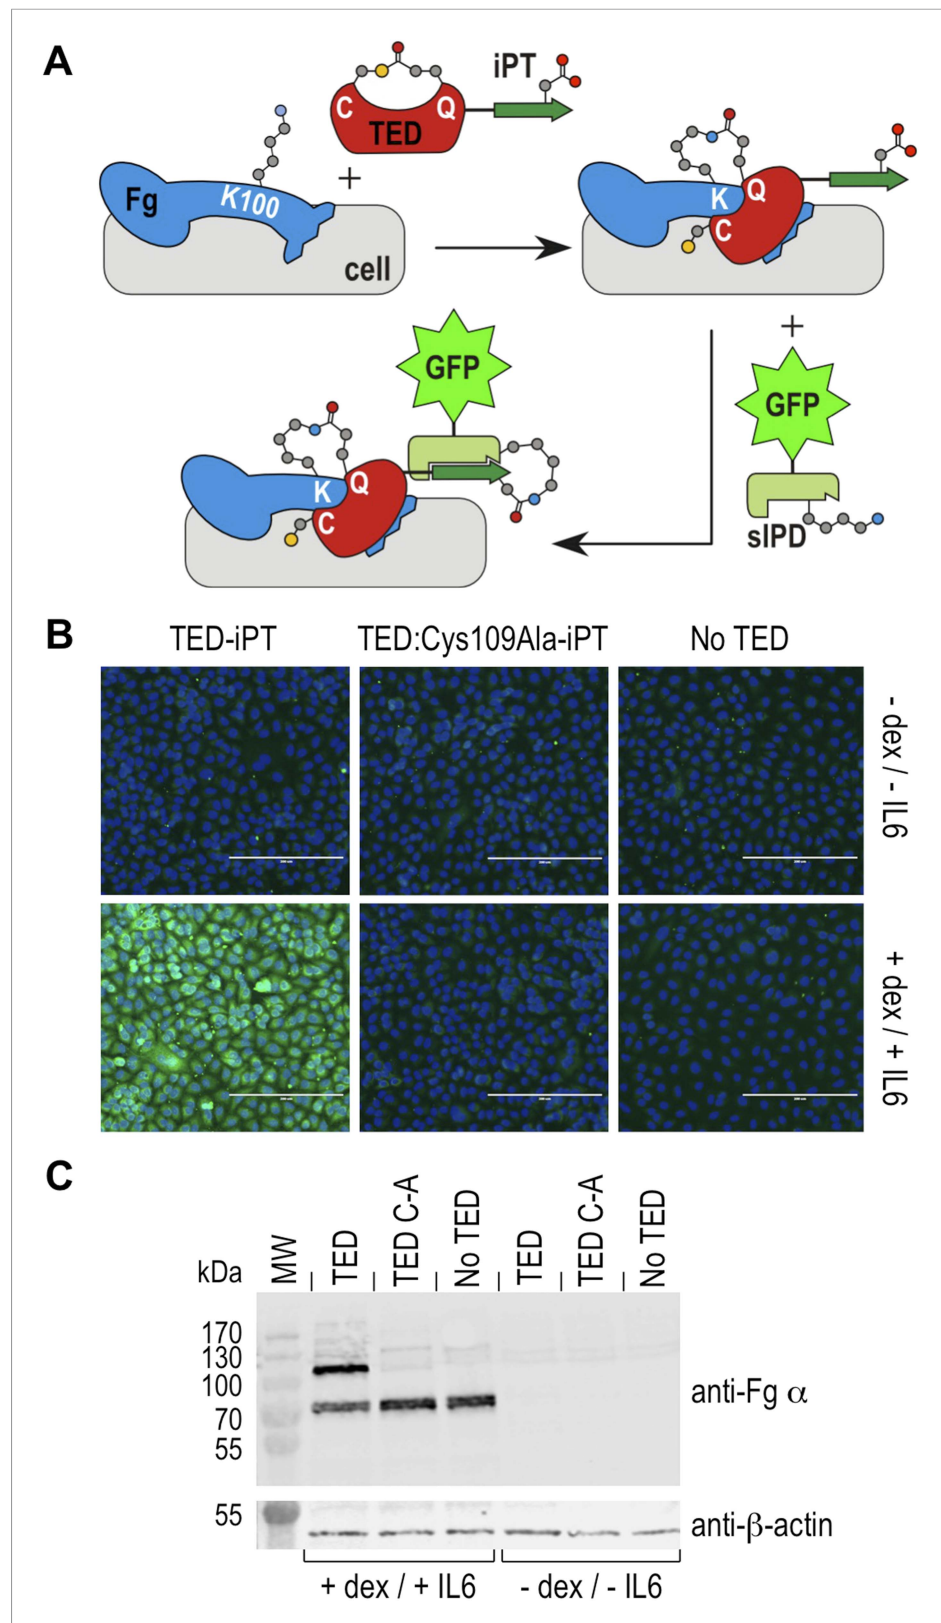 A
iPT
C
Q
TED
+
Fg
K100
cell
K
Q
C
+
GFP
GFP
K
Q
C
sIPD
B
TED-iPT
TED:Cys109Ala-iPT
No TED
- dex / - IL6
+ dex / + IL6
C
kDa
MW
TED
TED C-A
No TED
TED
TED C-A
No TED
170
130
100
70
55
anti-Fg α
55
anti-β-actin
+ dex / + IL6
- dex / - IL6